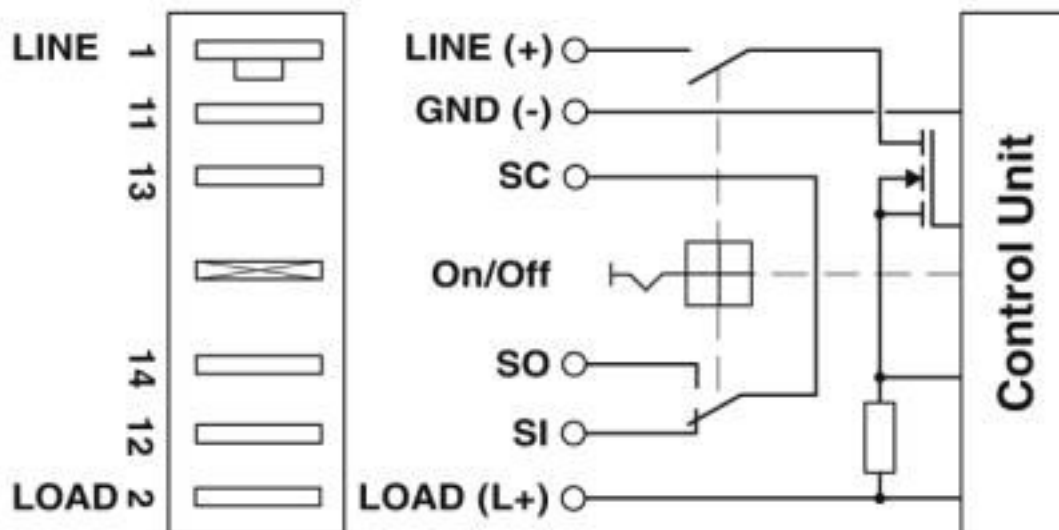 LINE 1
11
13
14
12
LOAD 2
LINE (+)
GND (-)
SC
On/Off
SO
SI
LOAD (L+)
Control Unit